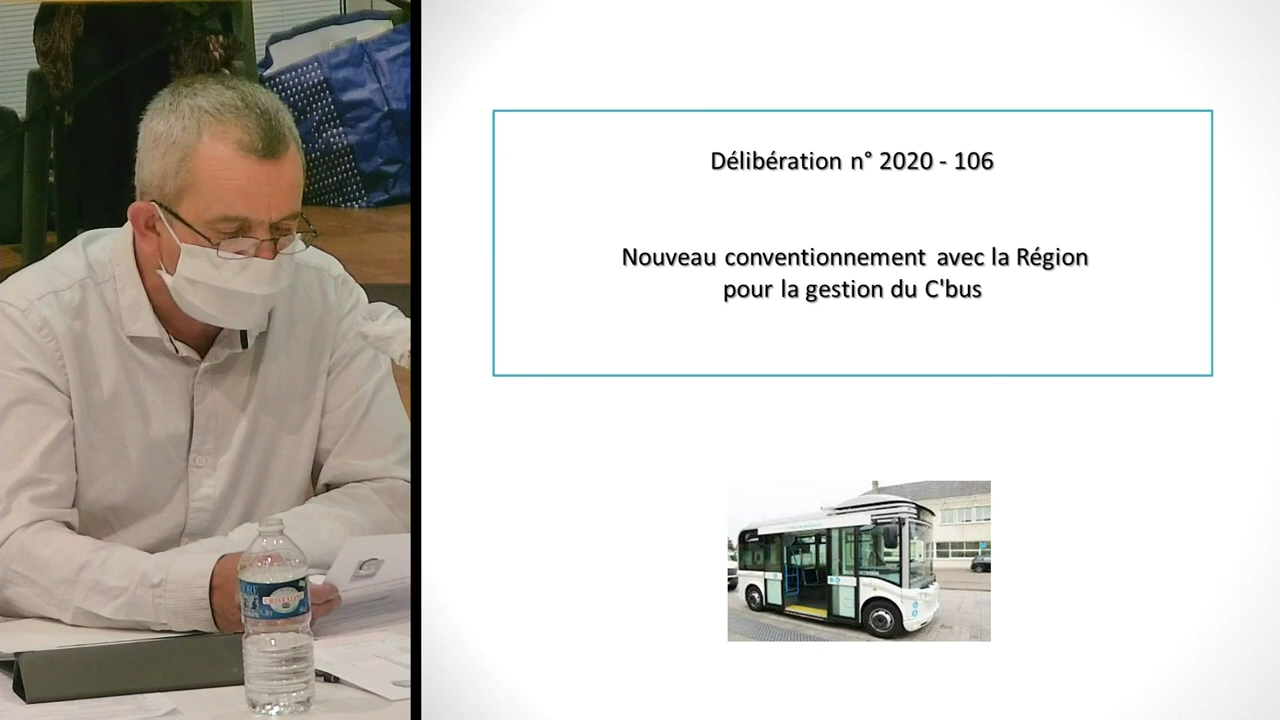 Délibération n° 2020 - 106
Nouveau conventionnement avec la Région
pour la gestion du C'bus
CRISTALINE